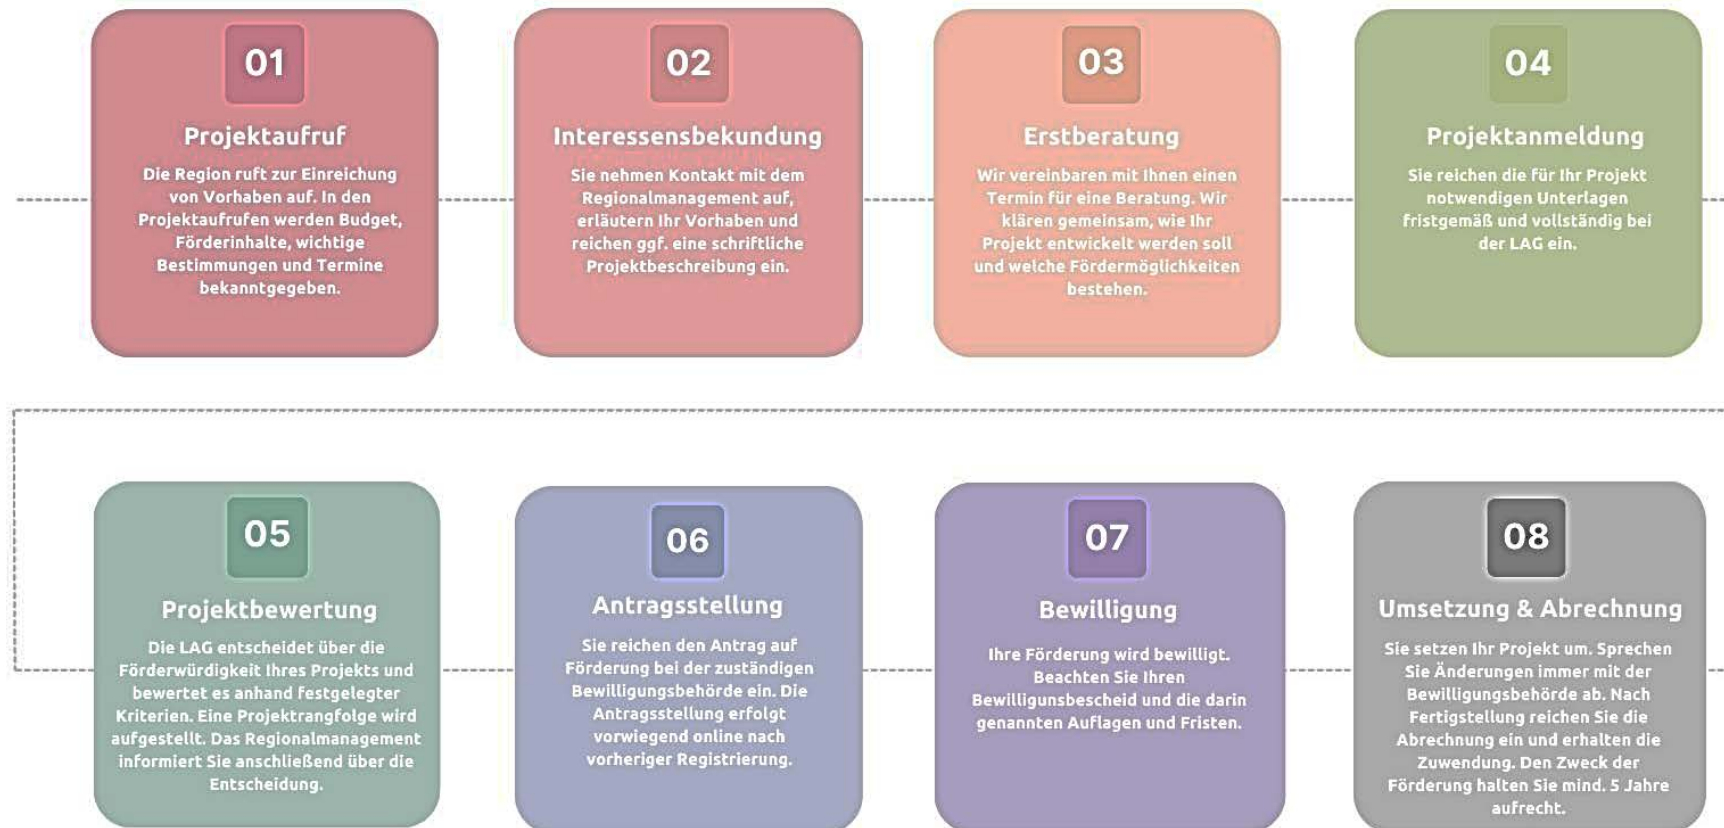 01
Projektaufruf
Die Region ruft zur Einreichung
von Vorhaben auf. In den
Projektaufrufen werden Budget,
Förderinhalte, wichtige
Bestimmungen und Termine
bekanntgegeben.
02
Interessensbekundung
Sie nehmen Kontakt mit dem
Regionalmanagement auf,
erläutern Ihr Vorhaben und
reichen ggf. eine schriftliche
Projektbeschreibung ein.
03
Erstberatung
Wir vereinbaren mit Ihnen einen
Termin für eine Beratung. Wir
klären gemeinsam, wie Ihr
Projekt entwickelt werden soll
und welche Fördermöglichkeiten
bestehen.
04
Projektanmeldung
Sie reichen die für Ihr Projekt
notwendigen Unterlagen
fristgemäß und vollständig bei
der LAG ein.
05
Projektbewertung
Die LAG entscheidet über die
Förderwürdigkeit Ihres Projekts und
bewertet es anhand festgelegter
Kriterien. Eine Projektrangfolge wird
aufgestellt. Das Regionalmanagement
informiert Sie anschließend über die
Entscheidung.
06
Antragsstellung
Sie reichen den Antrag auf
Förderung bei der zuständigen
Bewilligungsbehörde ein. Die
Antragsstellung erfolgt
vorwiegend online nach
vorheriger Registrierung.
07
Bewilligung
Ihre Förderung wird bewilligt.
Beachten Sie Ihren
Bewilligunsbescheid und die darin
genannten Auflagen und Fristen.
08
Umsetzung & Abrechnung
Sie setzen Ihr Projekt um. Sprechen
Sie Änderungen immer mit der
Bewilligungsbehörde ab. Nach
Fertigstellung reichen Sie die
Abrechnung ein und erhalten die
Zuwendung. Den Zweck der
Förderung halten Sie mind. 5 Jahre
aufrecht.